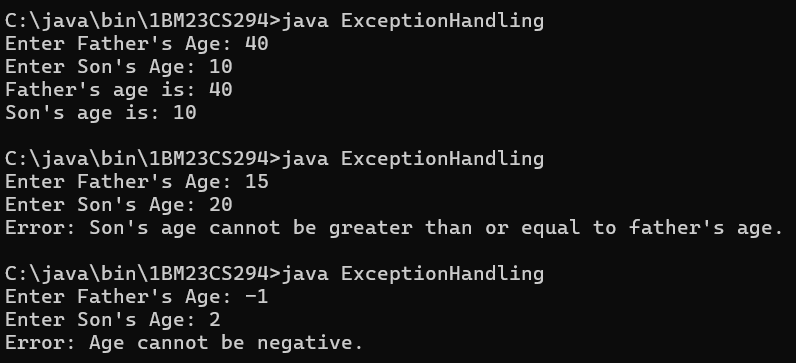 C:\java\bin\1BM23CS294>java ExceptionHandling
Enter Father's Age: 40
Enter Son's Age: 10
Father's age is: 40
Son's age is: 10
C:\java\bin\1BM23CS294>java ExceptionHandling
Enter Father's Age: 15
Enter Son's Age: 20
Error: Son's age cannot be greater than or equal to father's age.
C:\java\bin\1BM23CS294>java ExceptionHandling
Enter Father's Age: -1
Enter Son's Age: 2
Error: Age cannot be negative.